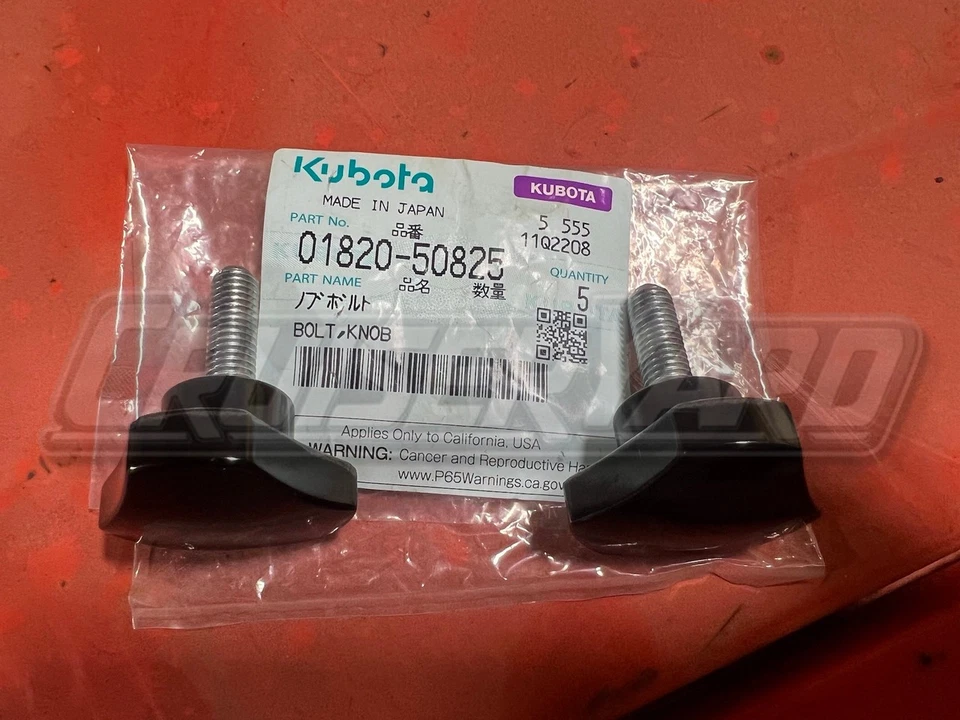 Kubota
KUBOTA
MADE IN JAPAN
5 555
11Q2208
PART No.
品番
01820-50825
PART NAME
品名
数量
QUANTITY
5
ノブボルト
BOLT,KNOB
Applies Only to California, USA
WARNING: Cancer and Reproductive Ha
www.P65Warnings.ca.gov
CRUISERYARD